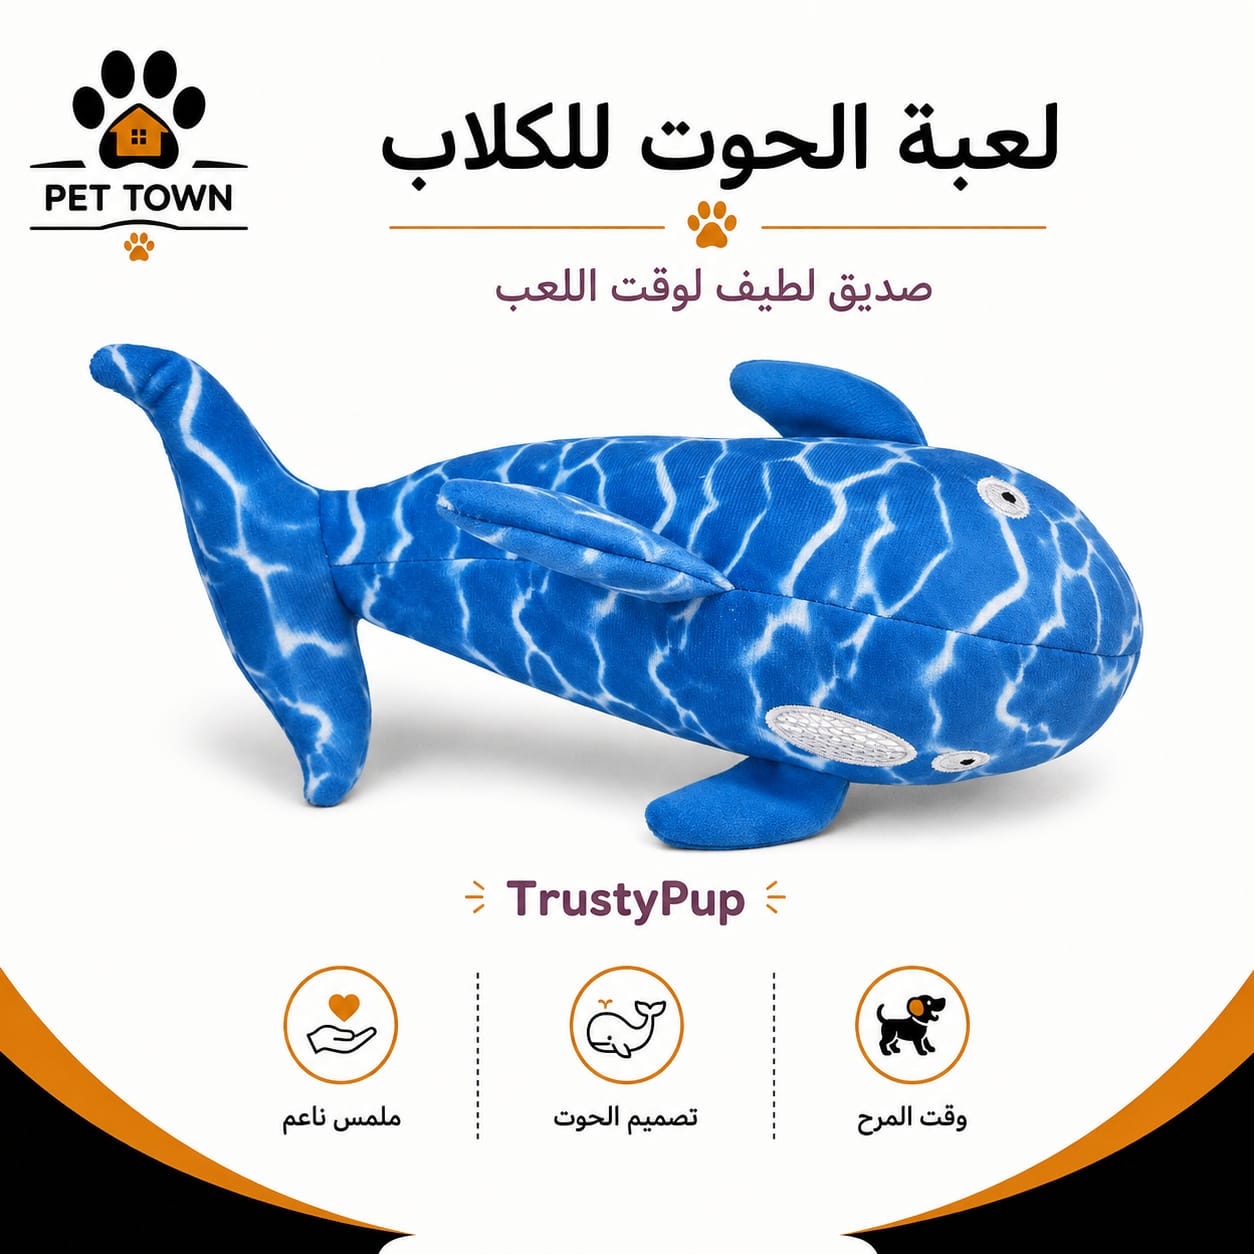 PET TOWN
لعبة الحوت للكلاب
صديق لطيف لوقت اللعب
TrustyPup
وقت المرح
تصميم الحوت
ملمس ناعم